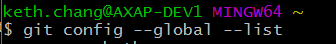 keth.chang@AXAP-DEV1 MINGW64 ~
$ git config --global --list